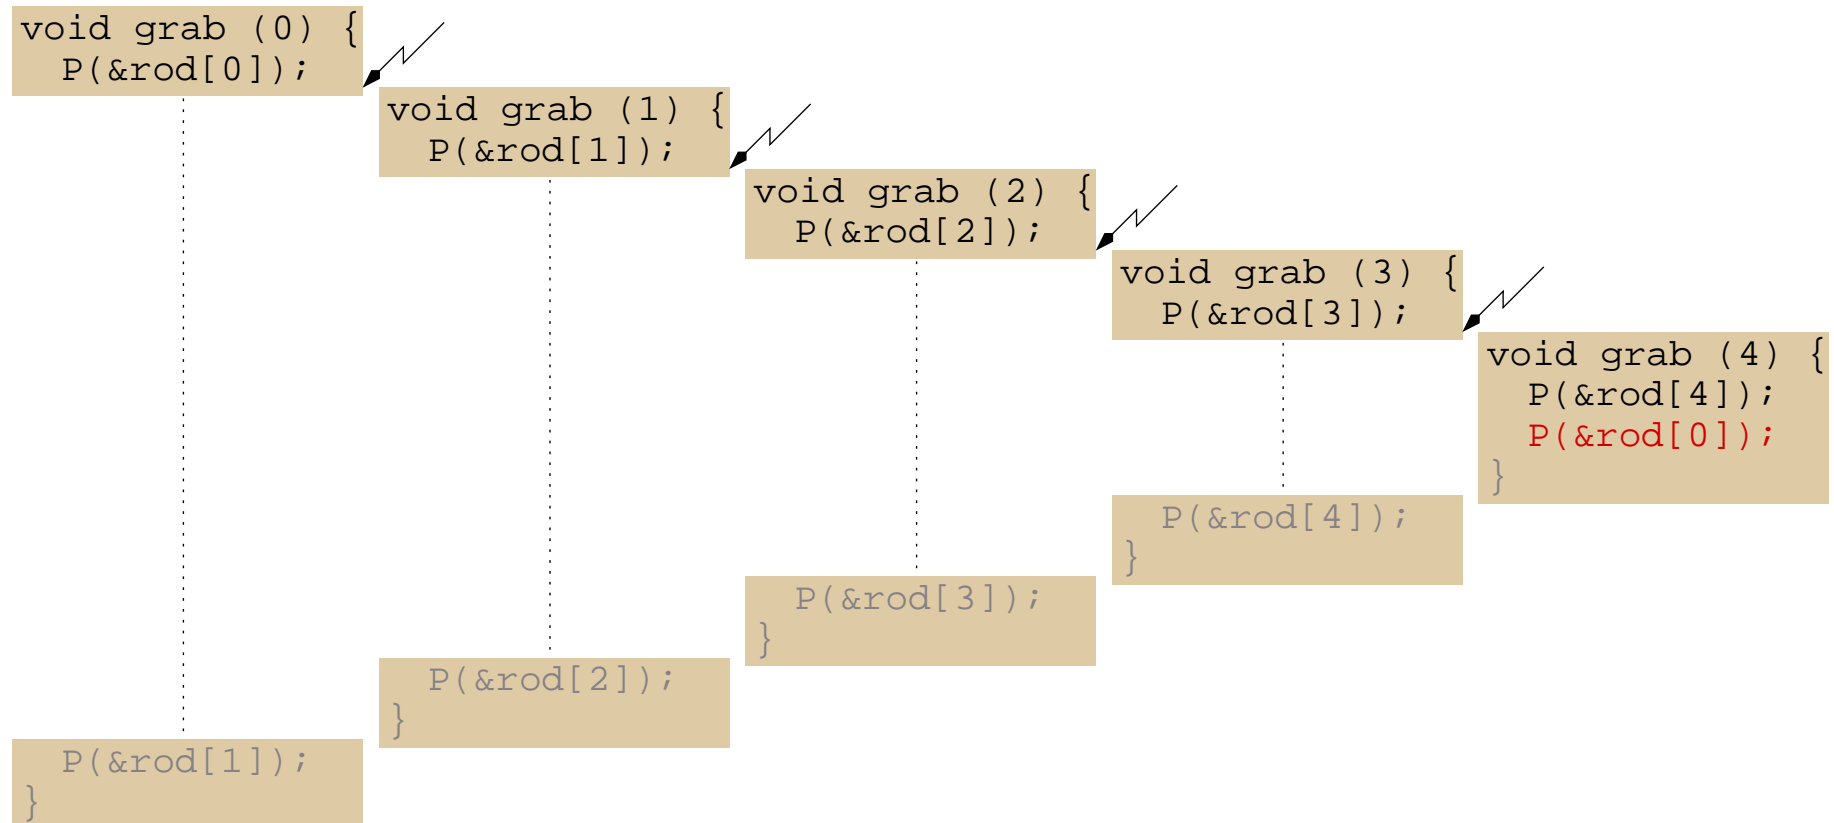 void grab (0) {
  P(&rod[0]);
void grab (1) {
  P(&rod[1]);
void grab (2) {
  P(&rod[2]);
void grab (3) {
  P(&rod[3]);
void grab (4) {
  P(&rod[4]);
  P(&rod[0]);
}
  P(&rod[4]);
}
  P(&rod[3]);
}
  P(&rod[2]);
}
  P(&rod[1]);
}